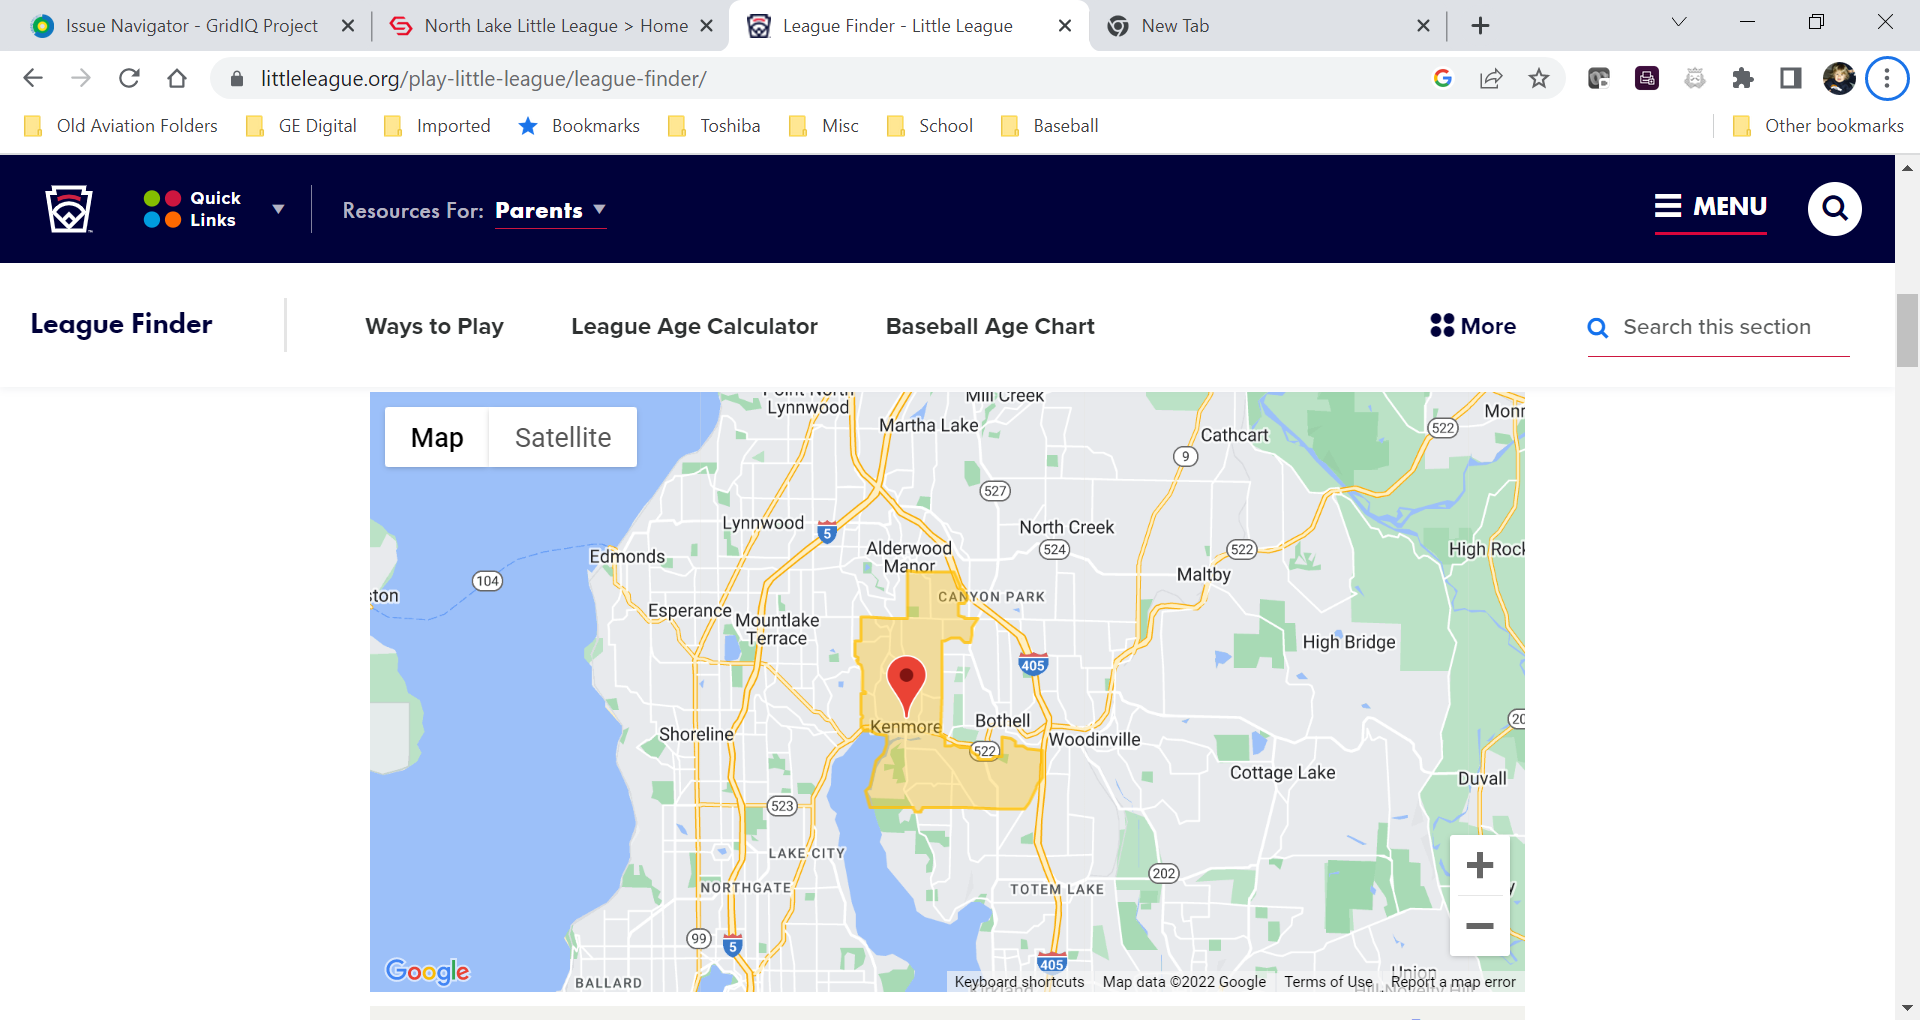 Issue Navigator - GridIQ Project
North Lake Little League > Home
League Finder - Little League
New Tab
littleleague.org/play-little-league/league-finder/
Old Aviation Folders
GE Digital
Imported
Bookmarks
Toshiba
Misc
School
Baseball
Other bookmarks
Quick
Links
Resources For: Parents
MENU
League Finder
Ways to Play
League Age Calculator
Baseball Age Chart
More
Search this section
Map
Satellite
Lynnwood
Mill Creek
Martha Lake
Cathcart
522
9
527
Lynnwood
5
North Creek
524
522
Edmonds
Alderwood
Manor
High Rock
Maltby
104
CANYON PARK
Esperance
Mountlake
Terrace
High Bridge
405
Kenmore
Bothell
Shoreline
522
Woodinville
Cottage Lake
Duvall
523
LAKE CITY
202
NORTHGATE
TOTEM LAKE
99
5
405
Google
BALLARD
Keyboard shortcuts
Map data ©2022 Google
Terms of Use
Report a map error
Union